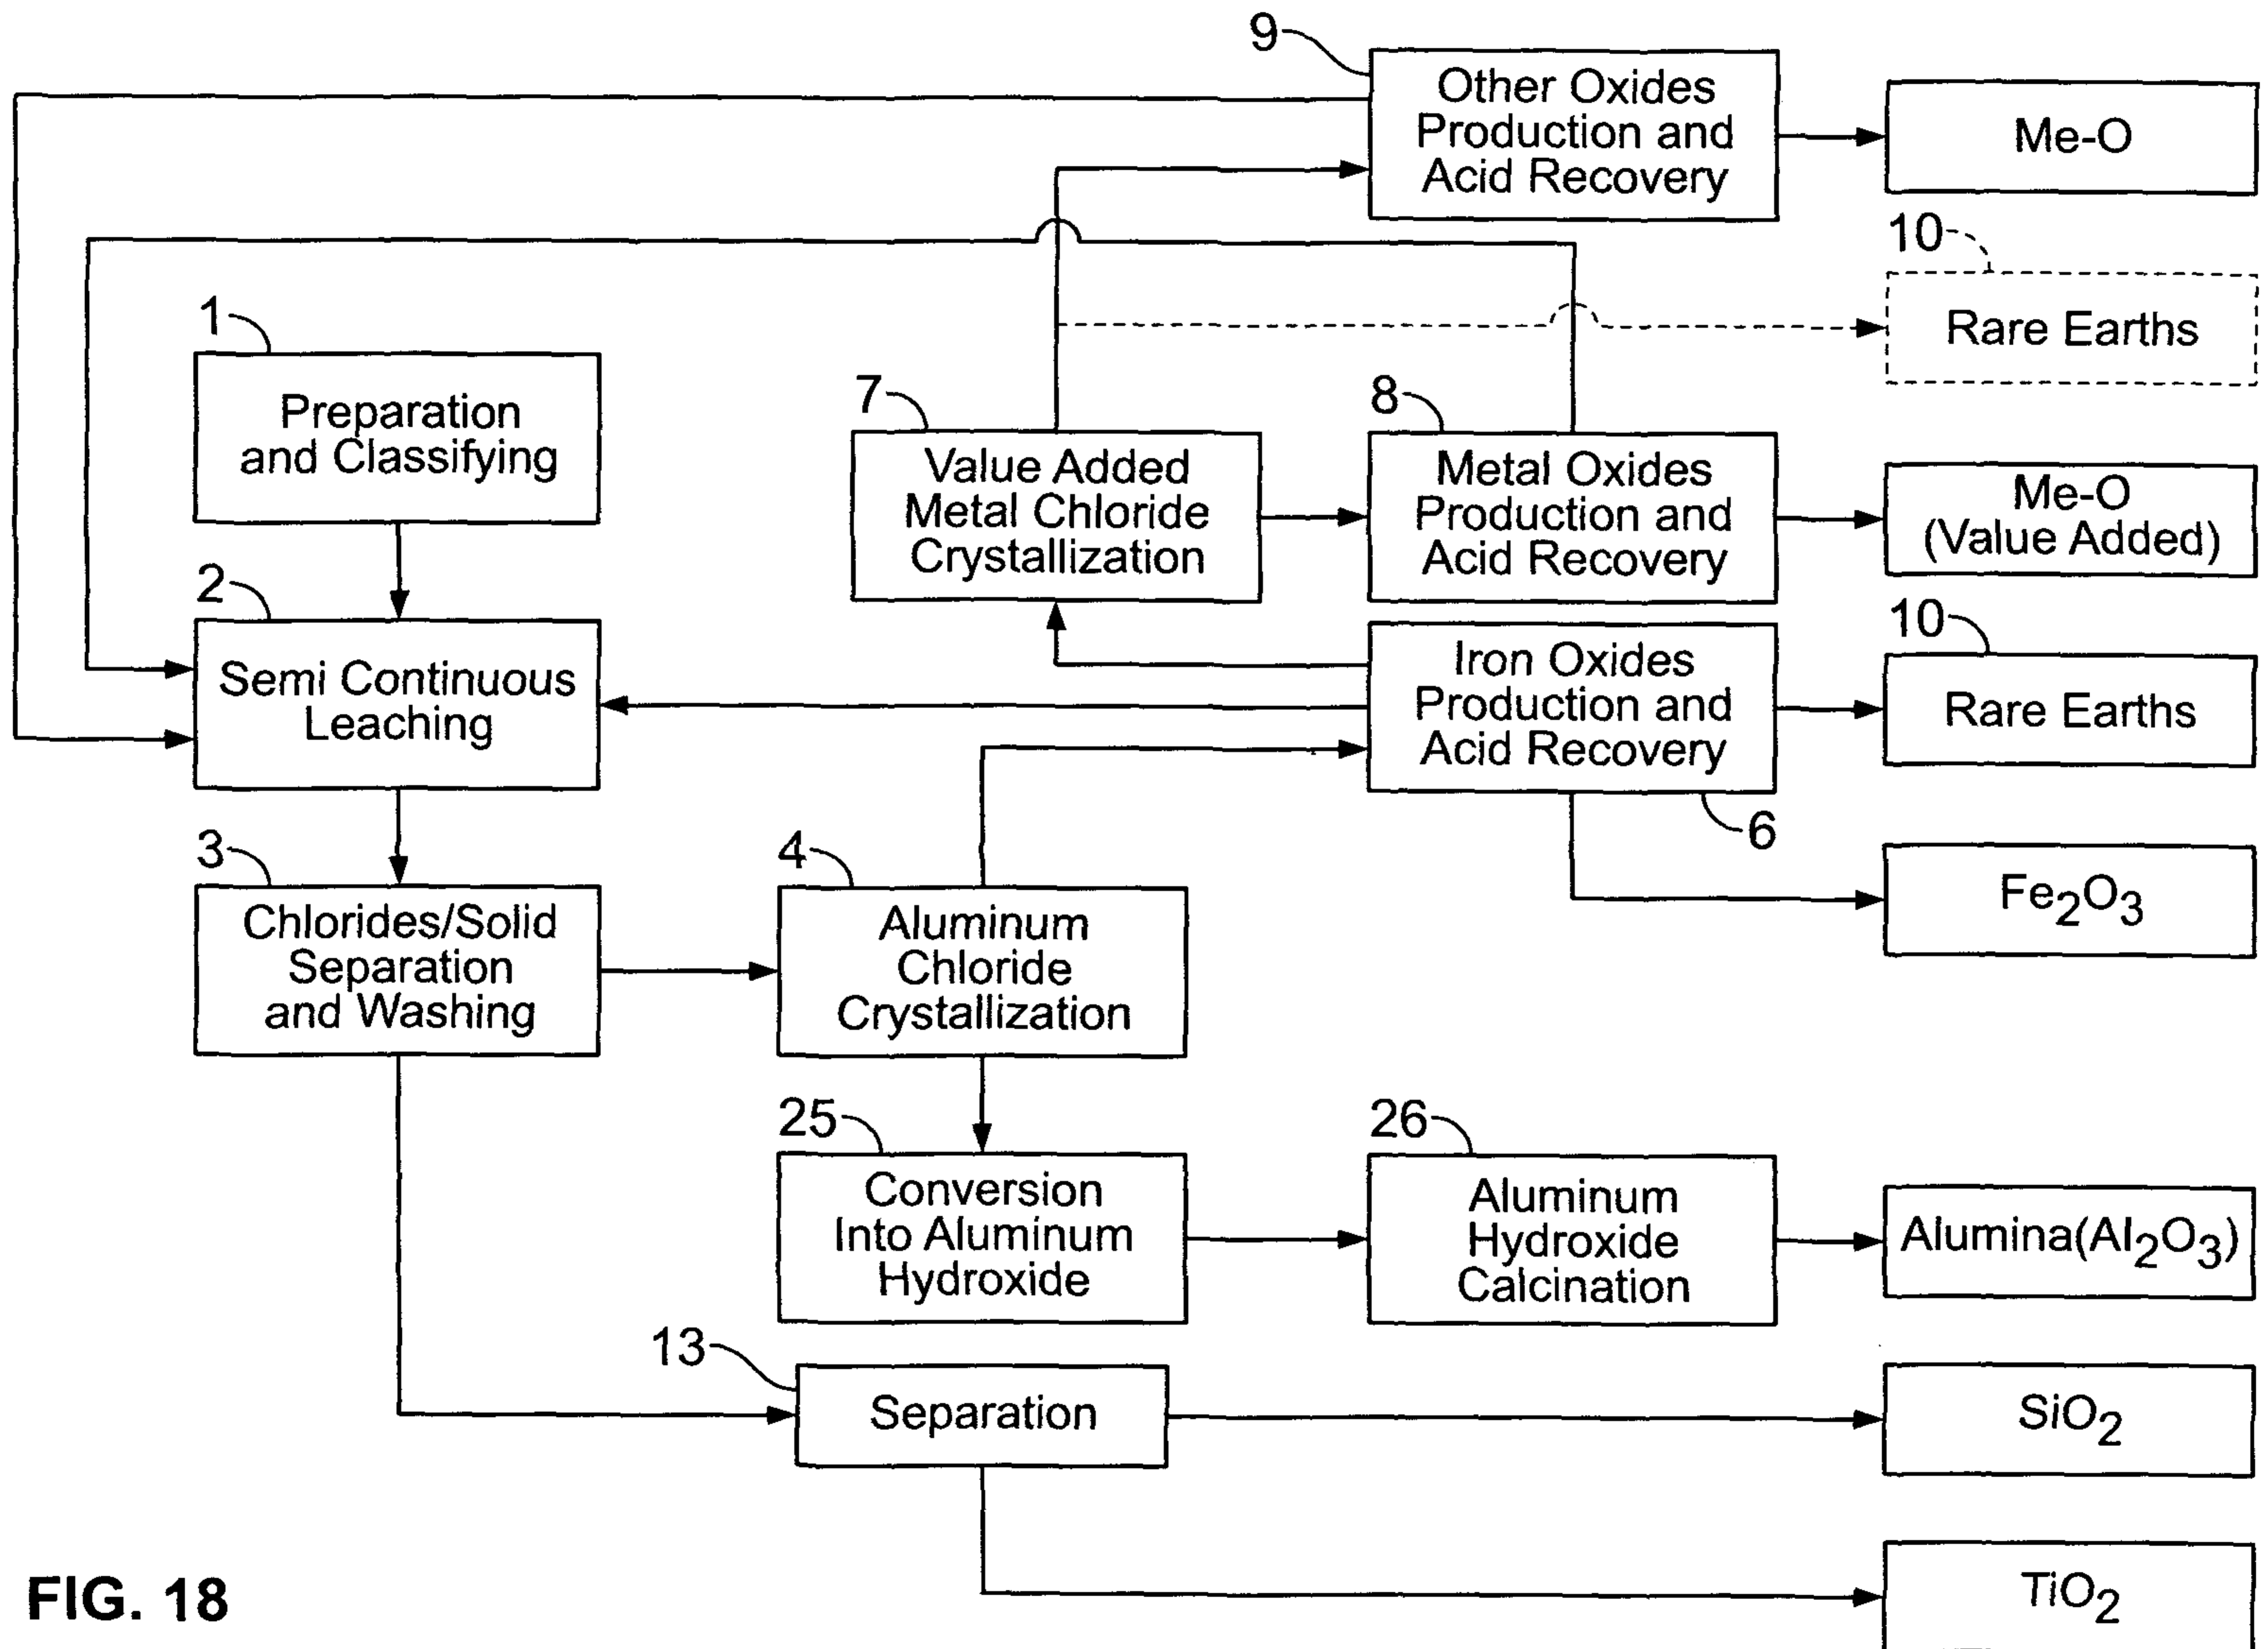 9
Other Oxides
Production and
Acid Recovery
Me-O
10
Rare Earths
1
Preparation
and Classifying
7
Value Added
Metal Chloride
Crystallization
8
Metal Oxides
Production and
Acid Recovery
Me-O
(Value Added)
2
Semi Continuous
Leaching
Iron Oxides
Production and
Acid Recovery
6
10
Rare Earths
3
Chlorides/Solid
Separation
and Washing
4
Aluminum
Chloride
Crystallization
Fe2O3
25
Conversion
Into Aluminum
Hydroxide
26
Aluminum
Hydroxide
Calcination
Alumina(Al2O3)
13
Separation
SiO2
TiO2
FIG. 18